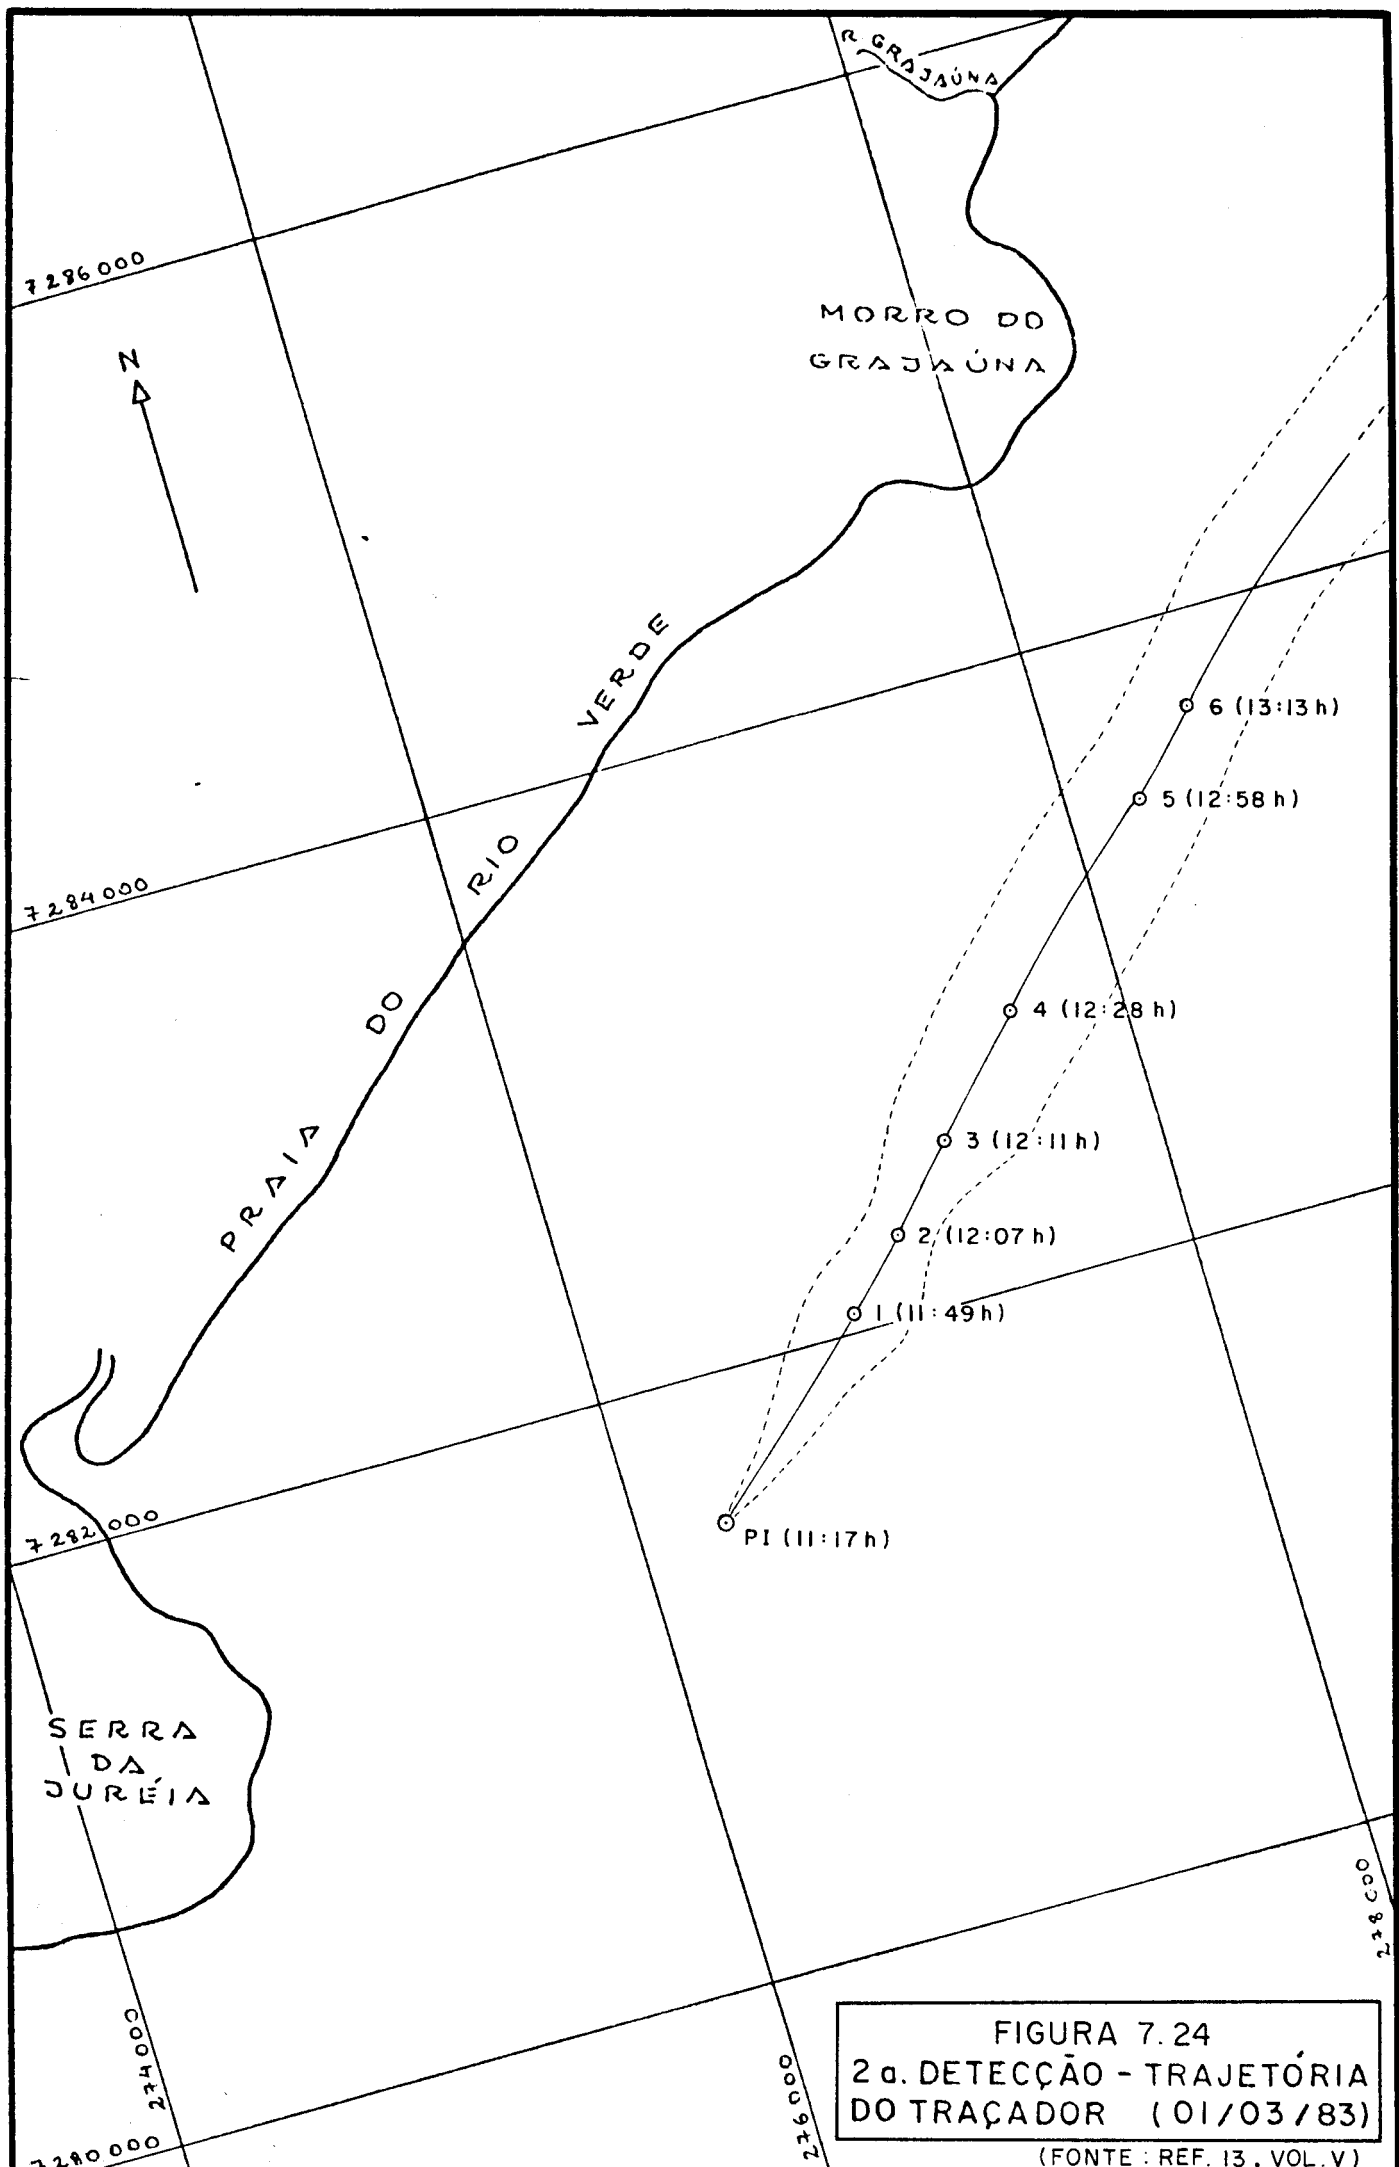 R. GRAJAÚNA
7286000
N
MORRO DO
GRAJAÚNA
PRAIA DO RIO VERDE
6 (13:13 h)
5 (12:58 h)
7284000
4 (12:28 h)
3 (12:11 h)
2 (12:07 h)
1 (11:49 h)
7282000
PI (11:17 h)
SERRA
DA
JURÉIA
278000
274000
276000
7280000
FIGURA 7.24
2a. DETECÇÃO - TRAJETÓRIA
DO TRAÇADOR (01/03/83)
(FONTE : REF. 13, VOL. V)